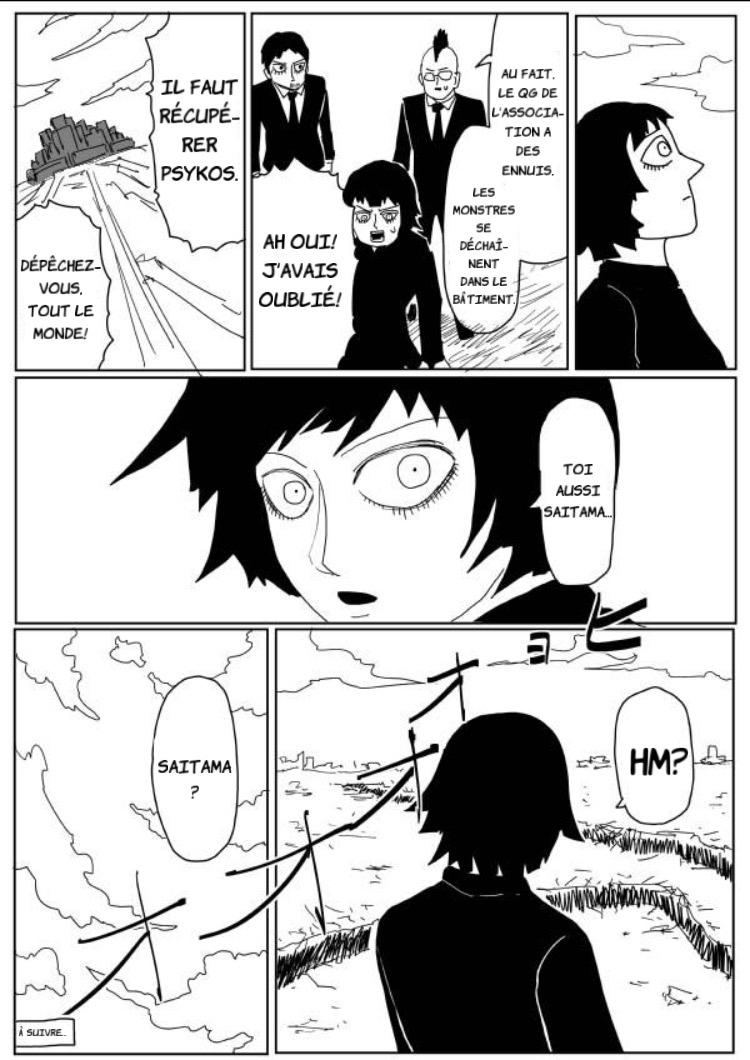 AU FAIT,
LE QG DE
L'ASSOCIA-
TION A
DES
ENNUIS.
LES
MONSTRES
SE
DÉCHAÎ-
NENT
DANS LE
BÂTIMENT.
AH OUI!
J'AVAIS
OUBLIÉ!
IL FAUT
RÉCUPÉ-
RER
PSYKOS.
DÉPÊCHEZ-
VOUS,
TOUT LE
MONDE!
TOI
AUSSI
SAITAMA...
HM?
ヒョオオオオ
SAITAMA
?
À SUIVRE..